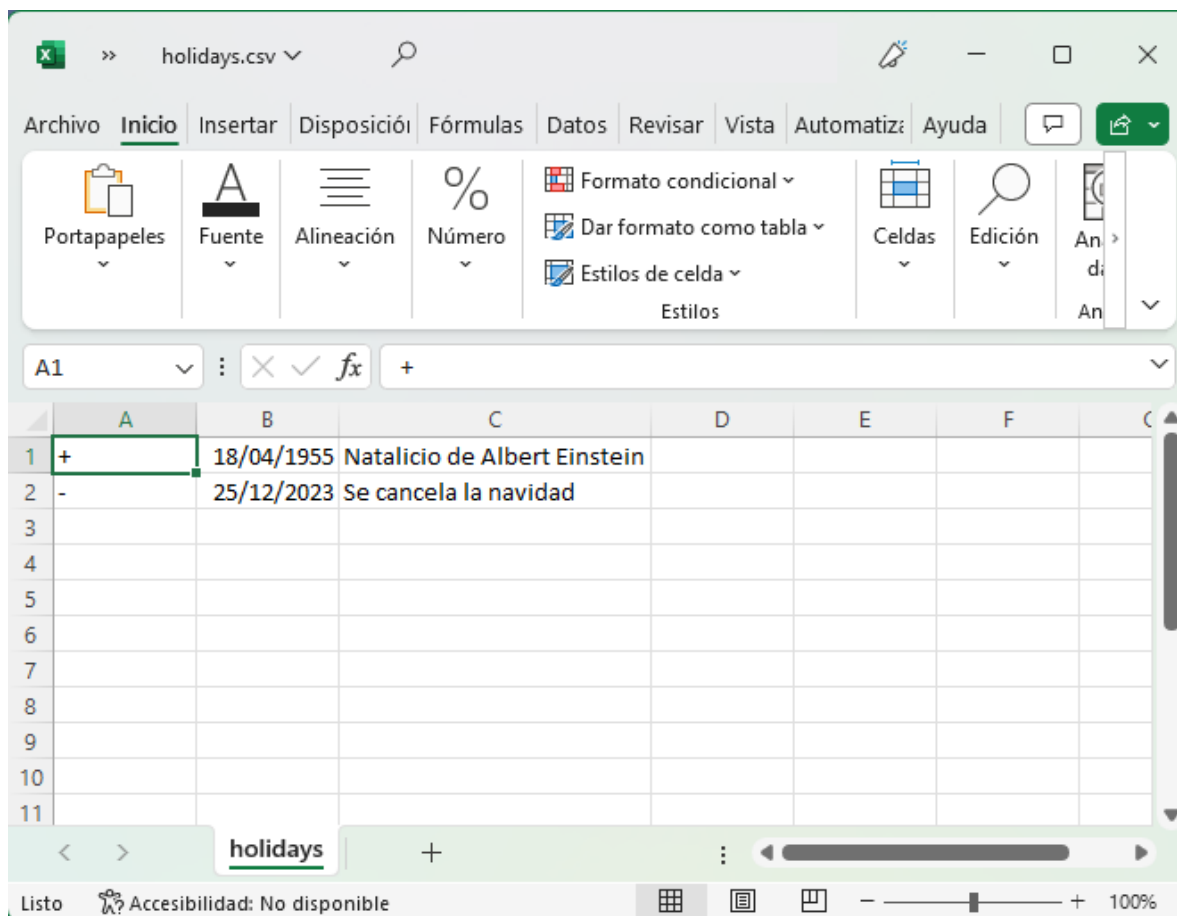 holidays.csv
Archivo Inicio Insertar Disposición Fórmulas Datos Revisar Vista Automatiza Ayuda
Portapapeles Fuente Alineación Número Formato condicional Celdas Edición
Dar formato como tabla
Estilos de celda
Estilos An
A1 fx +
A B C D E F
1 + 18/04/1955 Natalicio de Albert Einstein
2 - 25/12/2023 Se cancela la navidad
3
4
5
6
7
8
9
10
11
holidays +
Listo Accesibilidad: No disponible - + 100%